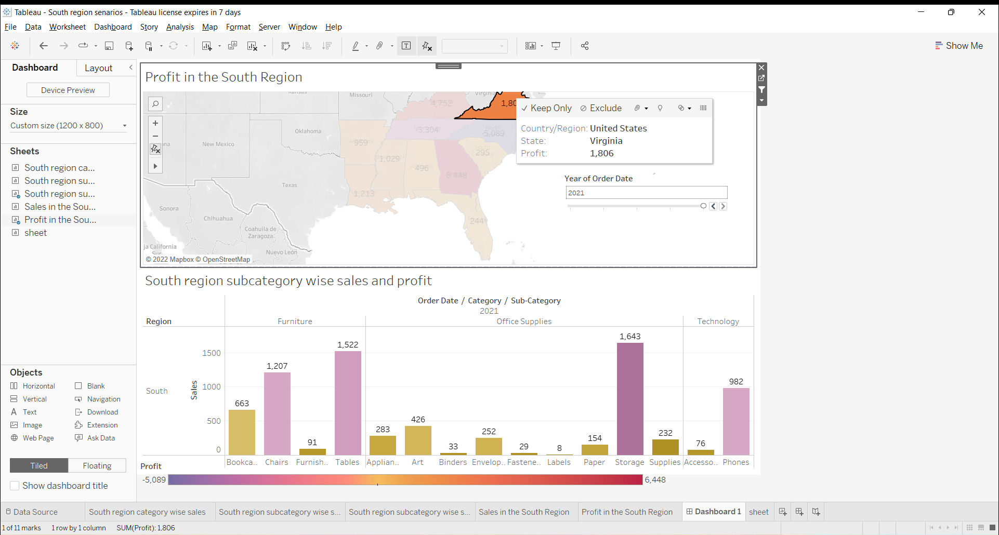 Tableau - South region senarios - Tableau license expires in 7 days
File Data Worksheet Dashboard Story Analysis Map Format Server Window Help
Show Me
Dashboard Layout
Device Preview
Size
Custom size (1200 x 800)
Sheets
South region ca...
South region su...
South region su...
Sales in the Sou...
Profit in the Sou...
sheet
Objects
Horizontal Blank
Vertical Navigation
Text Download
Image Extension
Web Page Ask Data
Tiled Floating
Show dashboard title
Profit in the South Region
Kansas Missouri Virginia
4,752
1,80
Keep Only Exclude
Country/Region: United States
State: Virginia
Profit: 1,806
Oklahoma
-3,304
North
-5,089
New Mexico
959
South
295
1,029
496
6,448
Texas
1,213
Sonora
Chihuahua
244
Coahuila de
Zaragoza
ja California
Sur
Nuevo León
© 2022 Mapbox © OpenStreetMap
Year of Order Date
2021
South region subcategory wise sales and profit
Order Date / Category / Sub-Category
2021
Region Furniture Office Supplies Technology
South
Sales
1500
1000
500
0
663 1,207 91 1,522 283 426 33 252 29 8 154 1,643 232 76 982
Bookca.. Chairs Furnish.. Tables Applian.. Art Binders Envelop.. Fastene.. Labels Paper Storage Supplies Accesso.. Phones
Profit
-5,089 6,448
Data Source South region category wise sales South region subcategory wise s... South region subcategory wise s... Sales in the South Region Profit in the South Region Dashboard 1 sheet
1 of 11 marks 1 row by 1 column SUM(Profit): 1,806